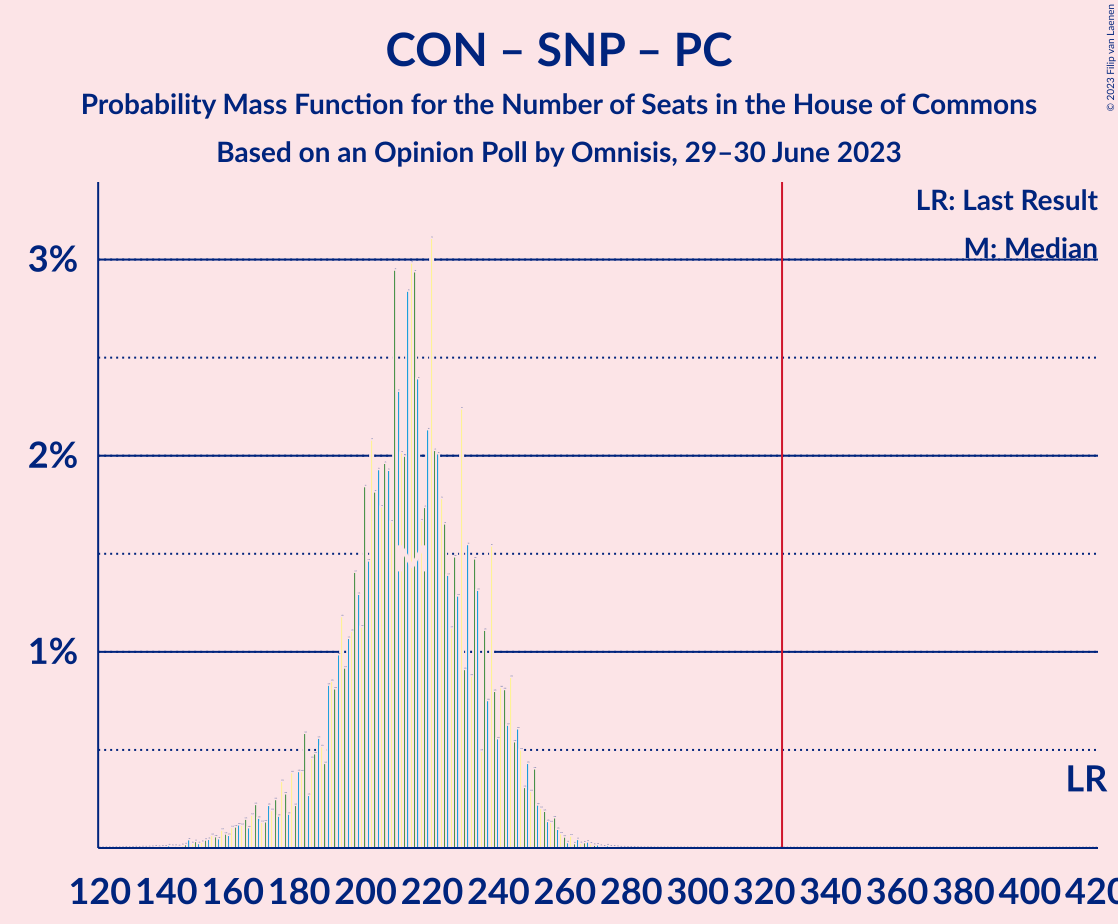 CON – SNP – PC
Probability Mass Function for the Number of Seats in the House of Commons
Based on an Opinion Poll by Omnisis, 29–30 June 2023
© 2023 Filip van Laenen
LR: Last Result
M: Median
3%
2%
1%
LR
120 140 160 180 200 220 240 260 280 300 320 340 360 380 400 420